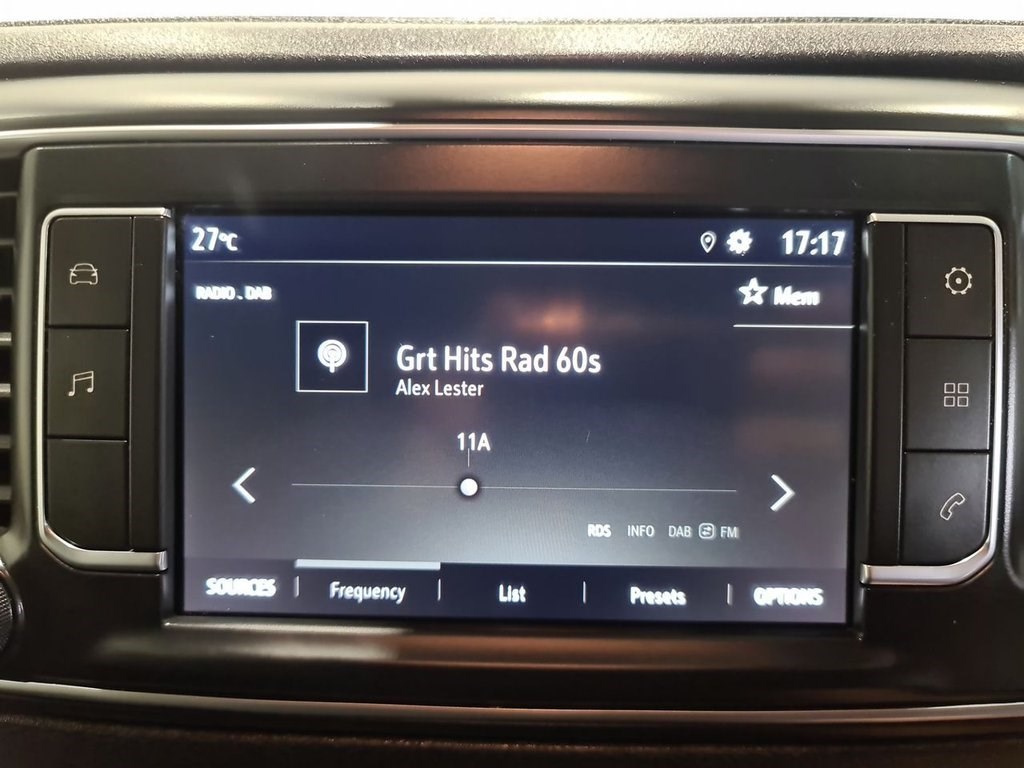 27°C 17:17
RADIO . DAB Mem
Grt Hits Rad 60s
Alex Lester
11A
RDS INFO DAB FM
SOURCES Frequency List Presets OPTIONS